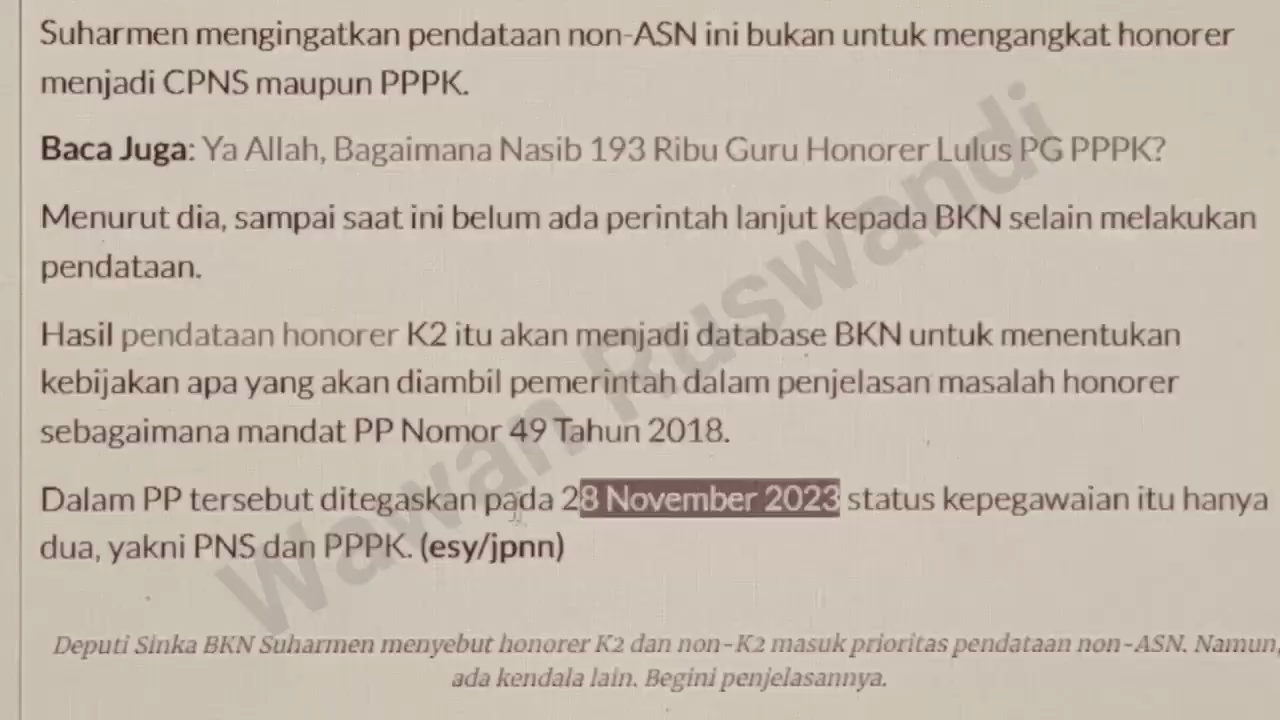 Suharmen mengingatkan pendataan non-ASN ini bukan untuk mengangkat honorer
menjadi CPNS maupun PPPK.
Baca Juga: Ya Allah, Bagaimana Nasib 193 Ribu Guru Honorer Lulus PG PPPK?
Menurut dia, sampai saat ini belum ada perintah lanjut kepada BKN selain melakukan
pendataan.
Hasil pendataan honorer K2 itu akan menjadi database BKN untuk menentukan
kebijakan apa yang akan diambil pemerintah dalam penjelasan masalah honorer
sebagaimana mandat PP Nomor 49 Tahun 2018.
Dalam PP tersebut ditegaskan pada 28 November 2023 status kepegawaian itu hanya
dua, yakni PNS dan PPPK. (esy/jpnn)
Deputi Sinka BKN Suharmen menyebut honorer K2 dan non-K2 masuk prioritas pendataan non-ASN. Namun,
ada kendala lain. Begini penjelasannya.
Wawan Ruswandi